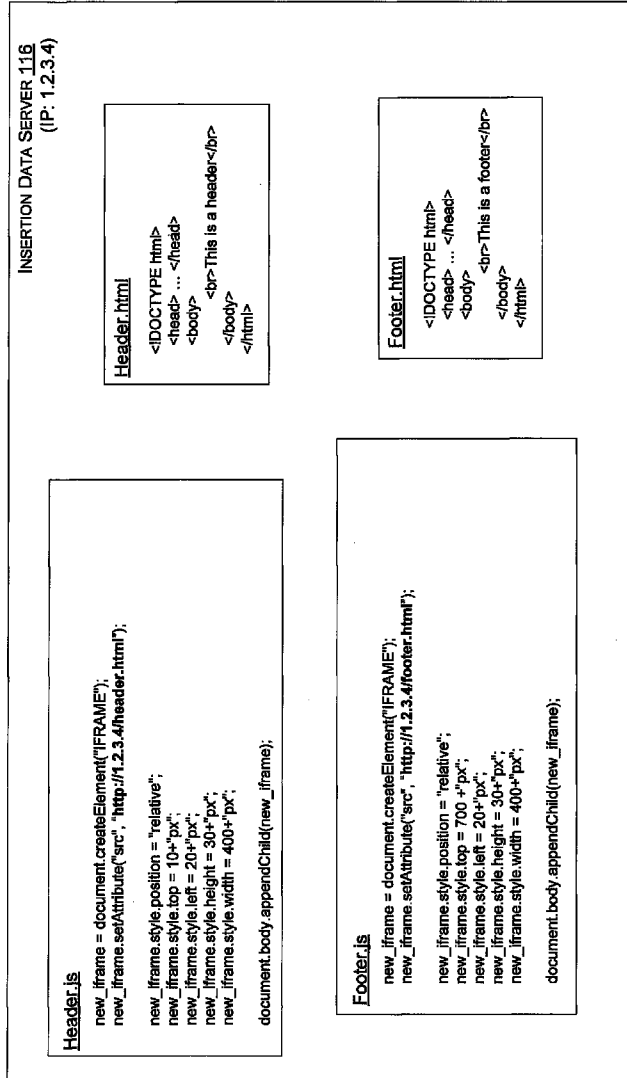 INSERTION DATA SERVER 116
(IP: 1.2.3.4)
Header.js
new_iframe = document.createElement("IFRAME");
new_iframe.setAttribute("src", "http://1.2.3.4/header.html");
new_iframe.style.position = "relative";
new_iframe.style.top = 10+"px";
new_iframe.style.left = 20+"px";
new_iframe.style.height = 30+"px";
new_iframe.style.width = 400+"px";
document.body.appendChild(new_iframe);
Header.html
<!DOCTYPE html>
<head> ... </head>
<body>
<br>This is a header</br>
</body>
</html>
Footer.js
new_iframe = document.createElement("IFRAME");
new_iframe.setAttribute("src", "http://1.2.3.4/footer.html");
new_iframe.style.position = "relative";
new_iframe.style.top = 700 +"px";
new_iframe.style.left = 20+"px";
new_iframe.style.height = 30+"px";
new_iframe.style.width = 400+"px";
document.body.appendChild(new_iframe);
Footer.html
<!DOCTYPE html>
<head> ... </head>
<body>
<br>This is a footer</br>
</body>
</html>